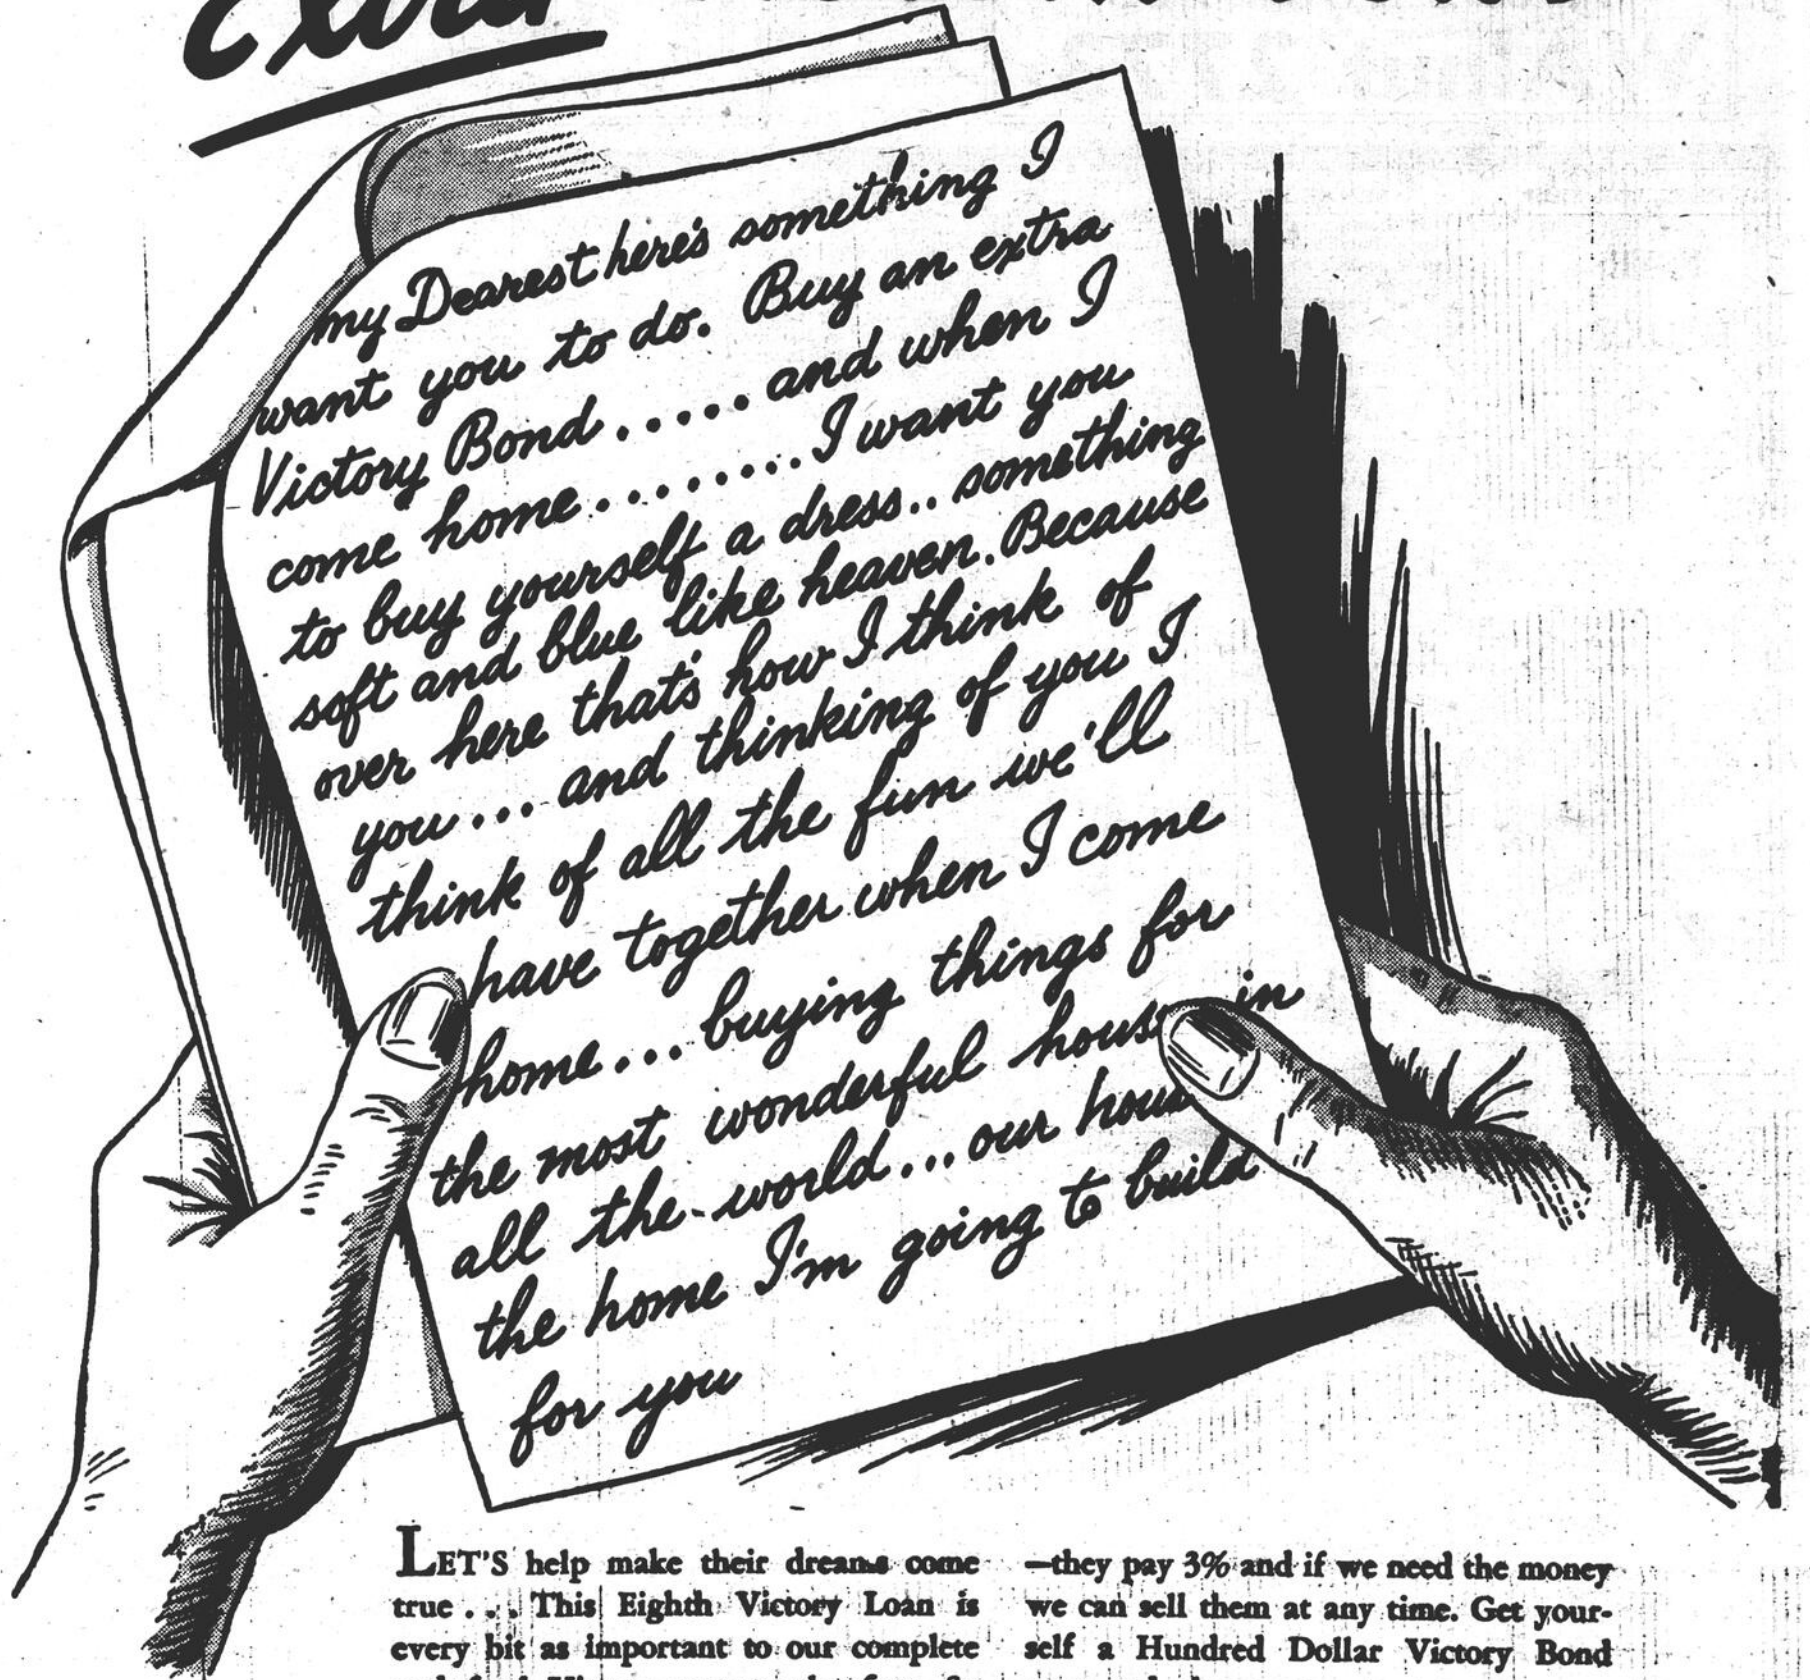 extra
my Dearest here's something I
want you to do. Buy an extra
Victory Bond ..... and when I
come home ........ I want you
to buy yourself a dress.. something
soft and blue like heaven. Because
over here that's how I think of
you ... and thinking of you I
think of all the fun we'll
have together when I come
home... buying things for
the most wonderful house in
all the world... our hous
the home I'm going to build
for you
LET'S help make their dreams come
true . . . This Eighth Victory Loan is
every bit as important to our complete
—they pay 3% and if we need the money
we can sell them at any time. Get your-
self a Hundred Dollar Victory Bond